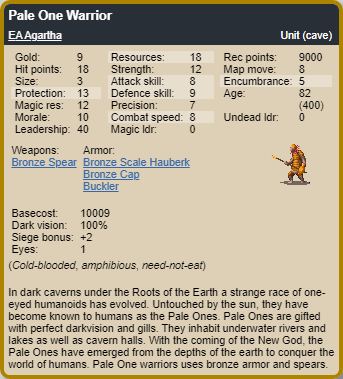 Pale One Warrior
EA Agartha Unit (cave)
Gold: 9 Resources: 18 Rec points: 9000
Hit points: 18 Strength: 12 Map move: 8
Size: 3 Attack skill: 8 Encumbrance: 5
Protection: 13 Defence skill: 9 Age: 82
Magic res: 12 Precision: 7 (400)
Morale: 10 Combat speed: 8 Undead ldr: 0
Leadership: 40 Magic ldr: 0
Weapons: Armor:
Bronze Spear Bronze Scale Hauberk
Bronze Cap
Buckler
Basecost: 10009
Dark vision: 100%
Siege bonus: +2
Eyes: 1
(Cold-blooded, amphibious, need-not-eat)
In dark caverns under the Roots of the Earth a strange race of one-
eyed humanoids has evolved. Untouched by the sun, they have
become known to humans as the Pale Ones. Pale Ones are gifted
with perfect darkvision and gills. They inhabit underwater rivers and
lakes as well as cavern halls. With the coming of the New God, the
Pale Ones have emerged from the depths of the earth to conquer the
world of humans. Pale One warriors uses bronze armor and spears.